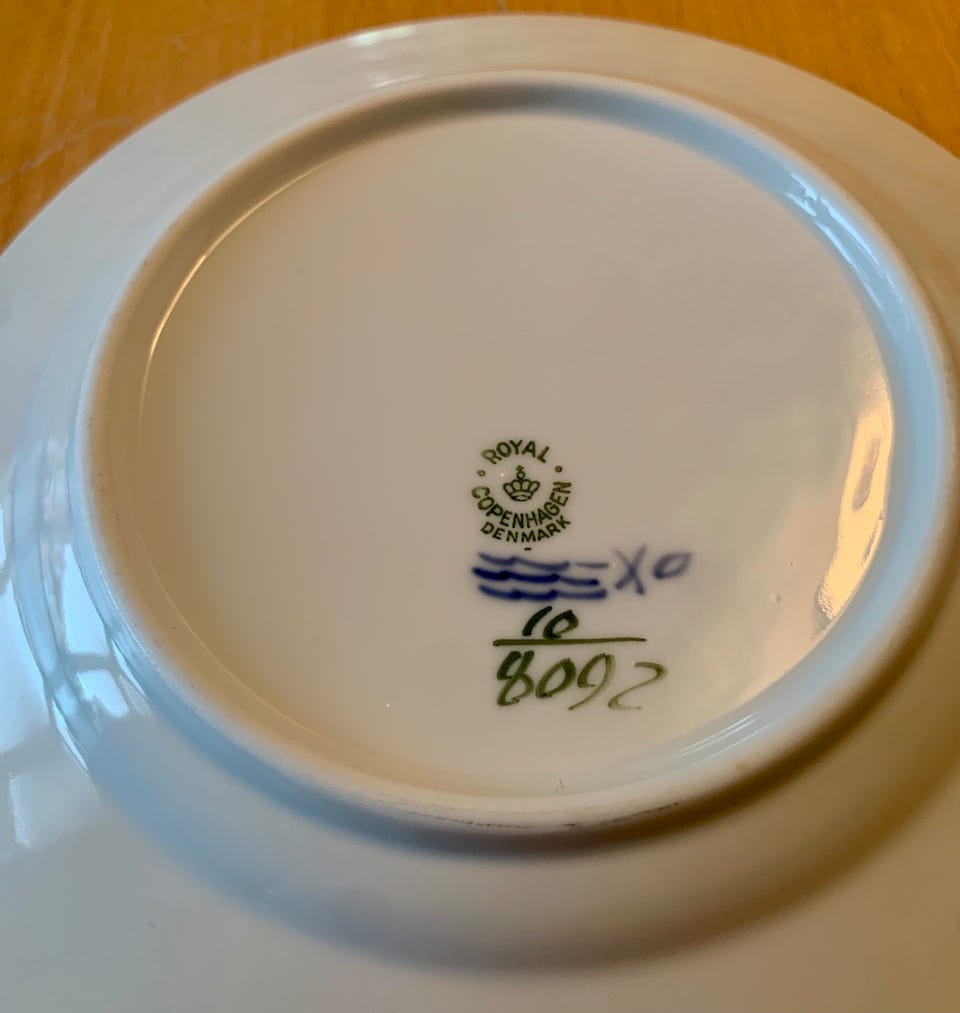 ROYAL
COPENHAGEN
DENMARK
XO
10
8092